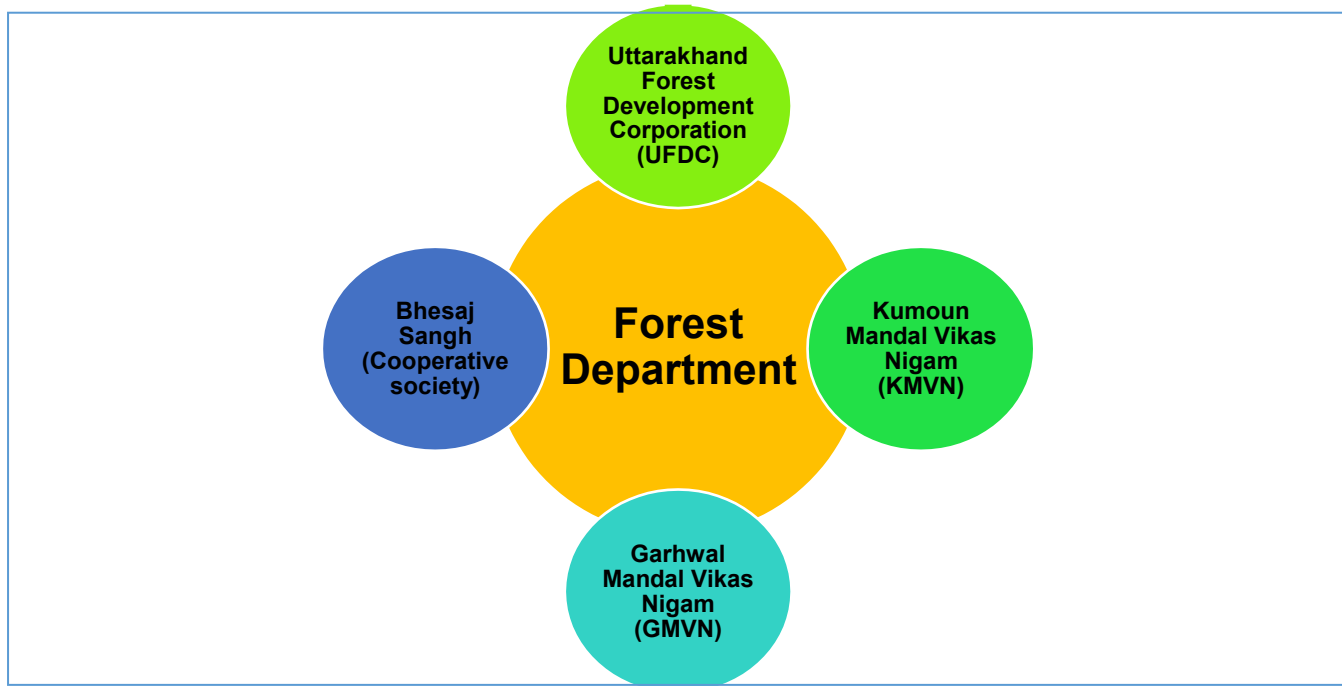 Uttarakhand
Forest
Development
Corporation
(UFDC)
Bhesaj
Sangh
(Cooperative
society)
Forest
Department
Kumoun
Mandal Vikas
Nigam
(KMVN)
Garhwal
Mandal Vikas
Nigam
(GMVN)